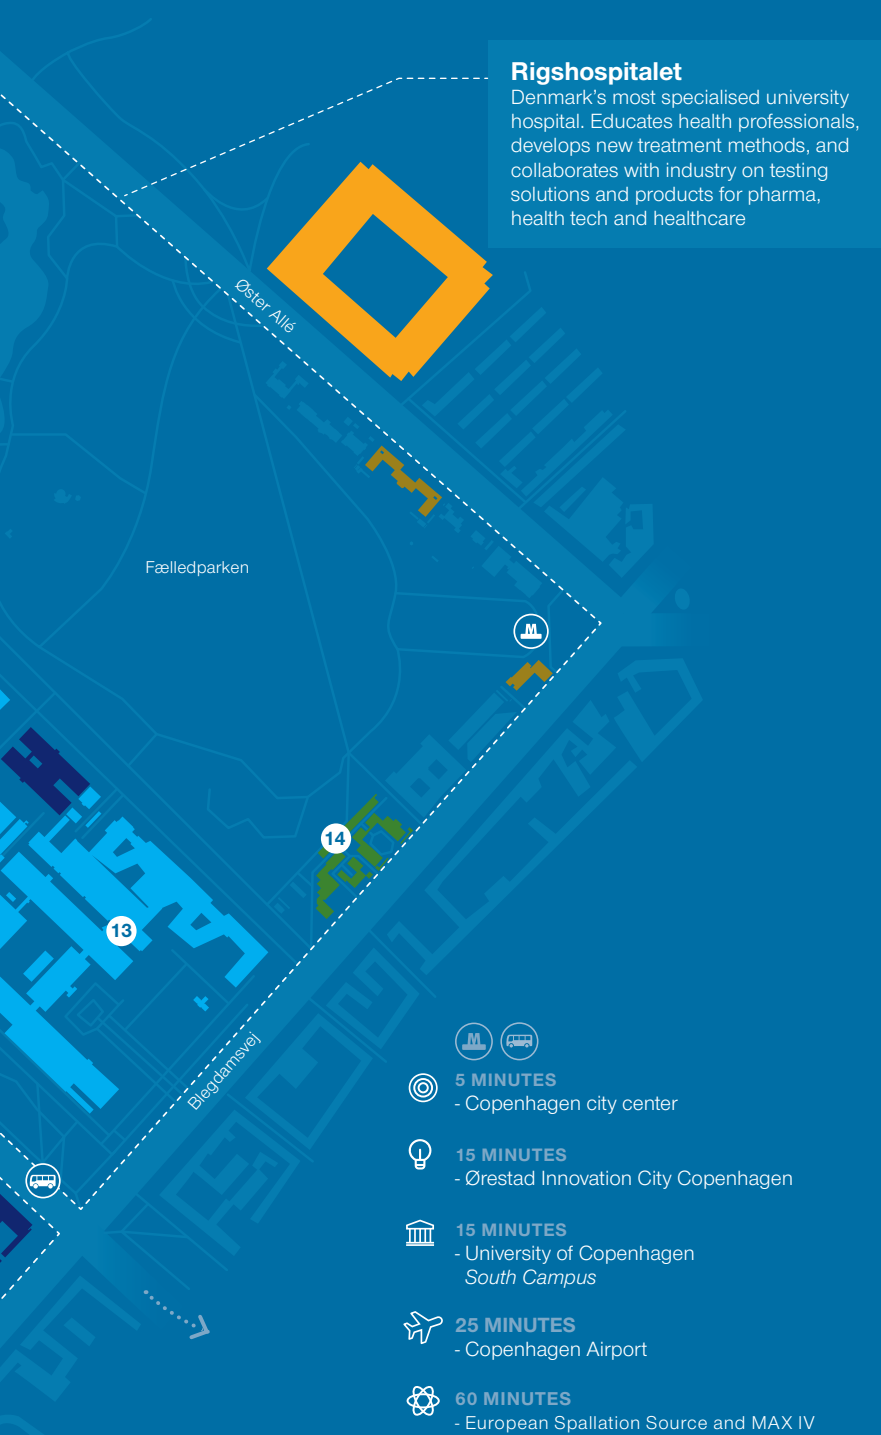 Rigshospitalet
Denmark's most specialised university
hospital. Educates health professionals,
develops new treatment methods, and
collaborates with industry on testing
solutions and products for pharma,
health tech and healthcare
Øster Allé
Fælledparken
M
14
13
Blegdamsvej
M
5 MINUTES
- Copenhagen city center
15 MINUTES
- Ørestad Innovation City Copenhagen
15 MINUTES
- University of Copenhagen
South Campus
25 MINUTES
- Copenhagen Airport
60 MINUTES
- European Spallation Source and MAX IV